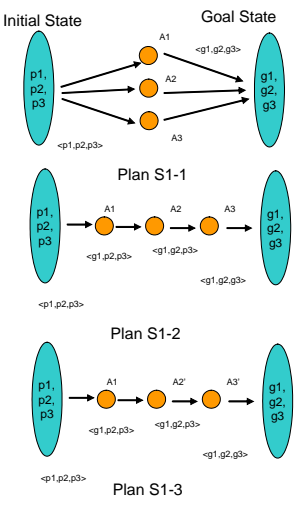 Initial State
Goal State
A1
<g1,g2,g3>
p1,
p2,
p3
A2
g1,
g2,
g3
A3
<p1,p2,p3>
Plan S1-1
p1,
p2,
p3
A1
A2
A3
g1,
g2,
g3
<g1,p2,p3>
<g1,g2,p3>
<g1,g2,g3>
<p1,p2,p3>
Plan S1-2
p1,
p2,
p3
A1
A2'
A3'
g1,
g2,
g3
<g1,p2,p3>
<g1,g2,p3>
<g1,g2,g3>
<p1,p2,p3>
Plan S1-3